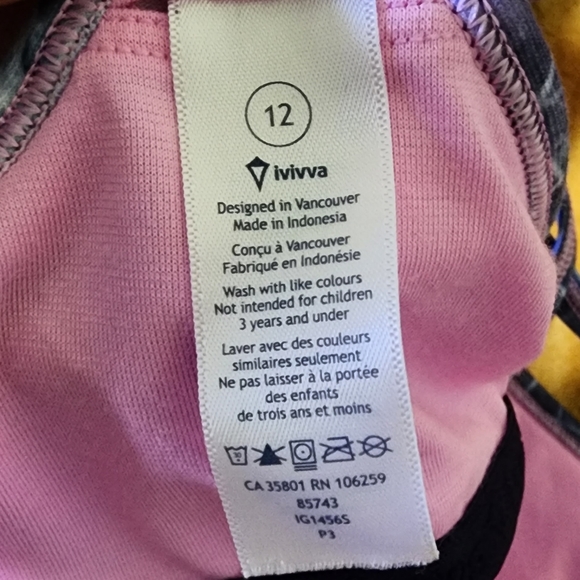 12
ivivva
Designed in Vancouver
Made in Indonesia
Conçu à Vancouver
Fabriqué en Indonésie
Wash with like colours
Not intended for children
3 years and under
Laver avec des couleurs
similaires seulement
Ne pas laisser à la portée
des enfants
de trois ans et moins
30
CA 35801 RN 106259
85743
IG1456S
P3